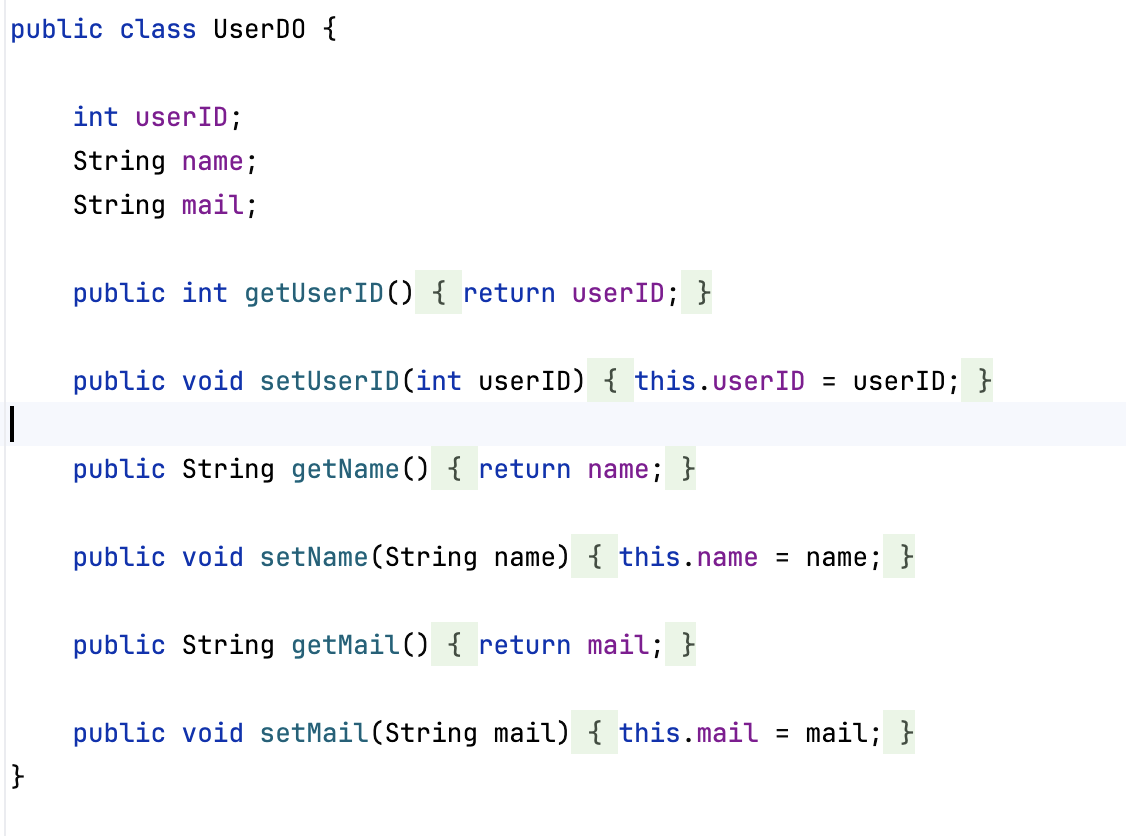 public class UserDO {
int userID;
String name;
String mail;
public int getUserID() { return userID; }
public void setUserID(int userID) { this.userID = userID; }
public String getName() { return name; }
public void setName(String name) { this.name = name; }
public String getMail() { return mail; }
public void setMail(String mail) { this.mail = mail; }
}